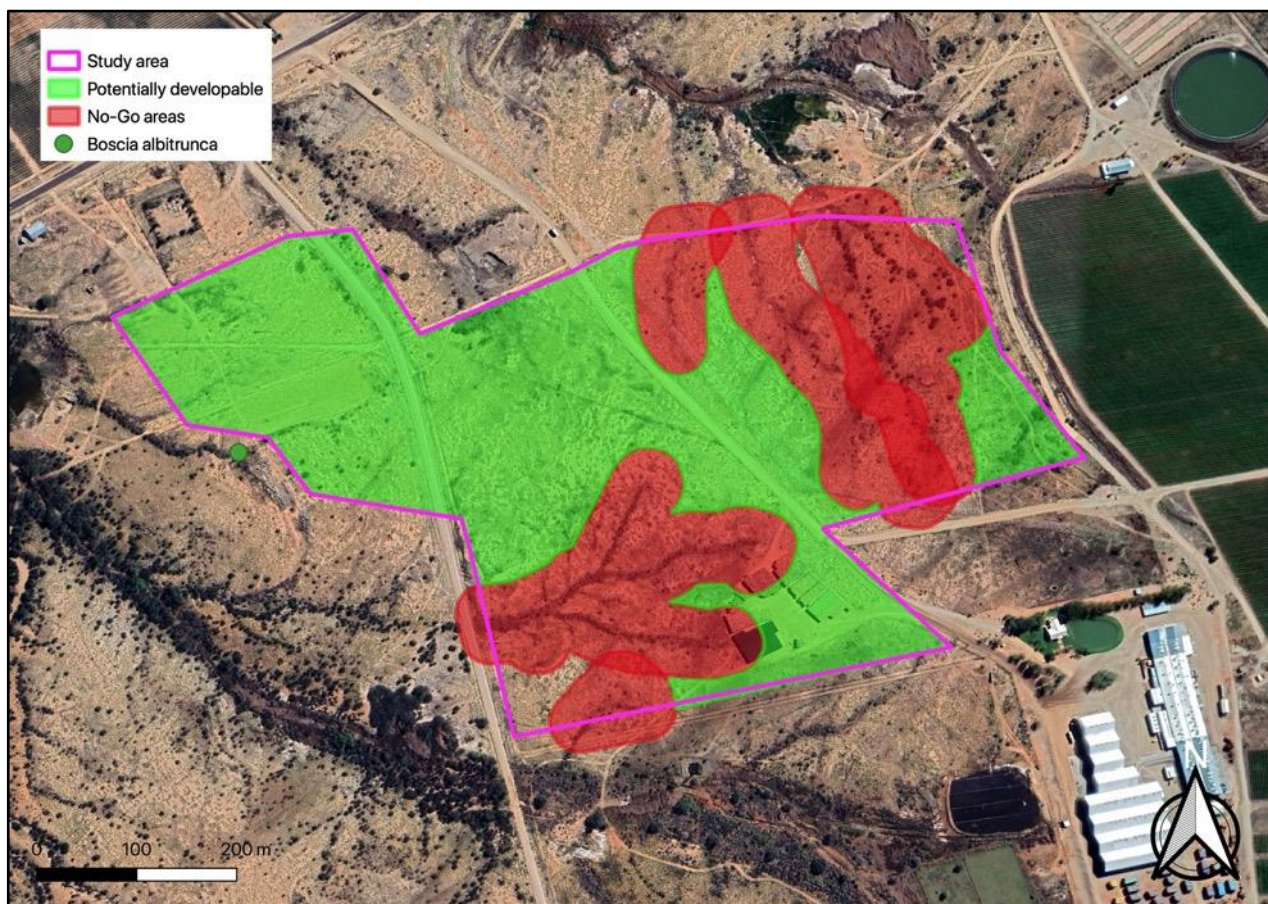 Study area
Potentially developable
No-Go areas
Boscia albitrunca
N
0 100 200 m